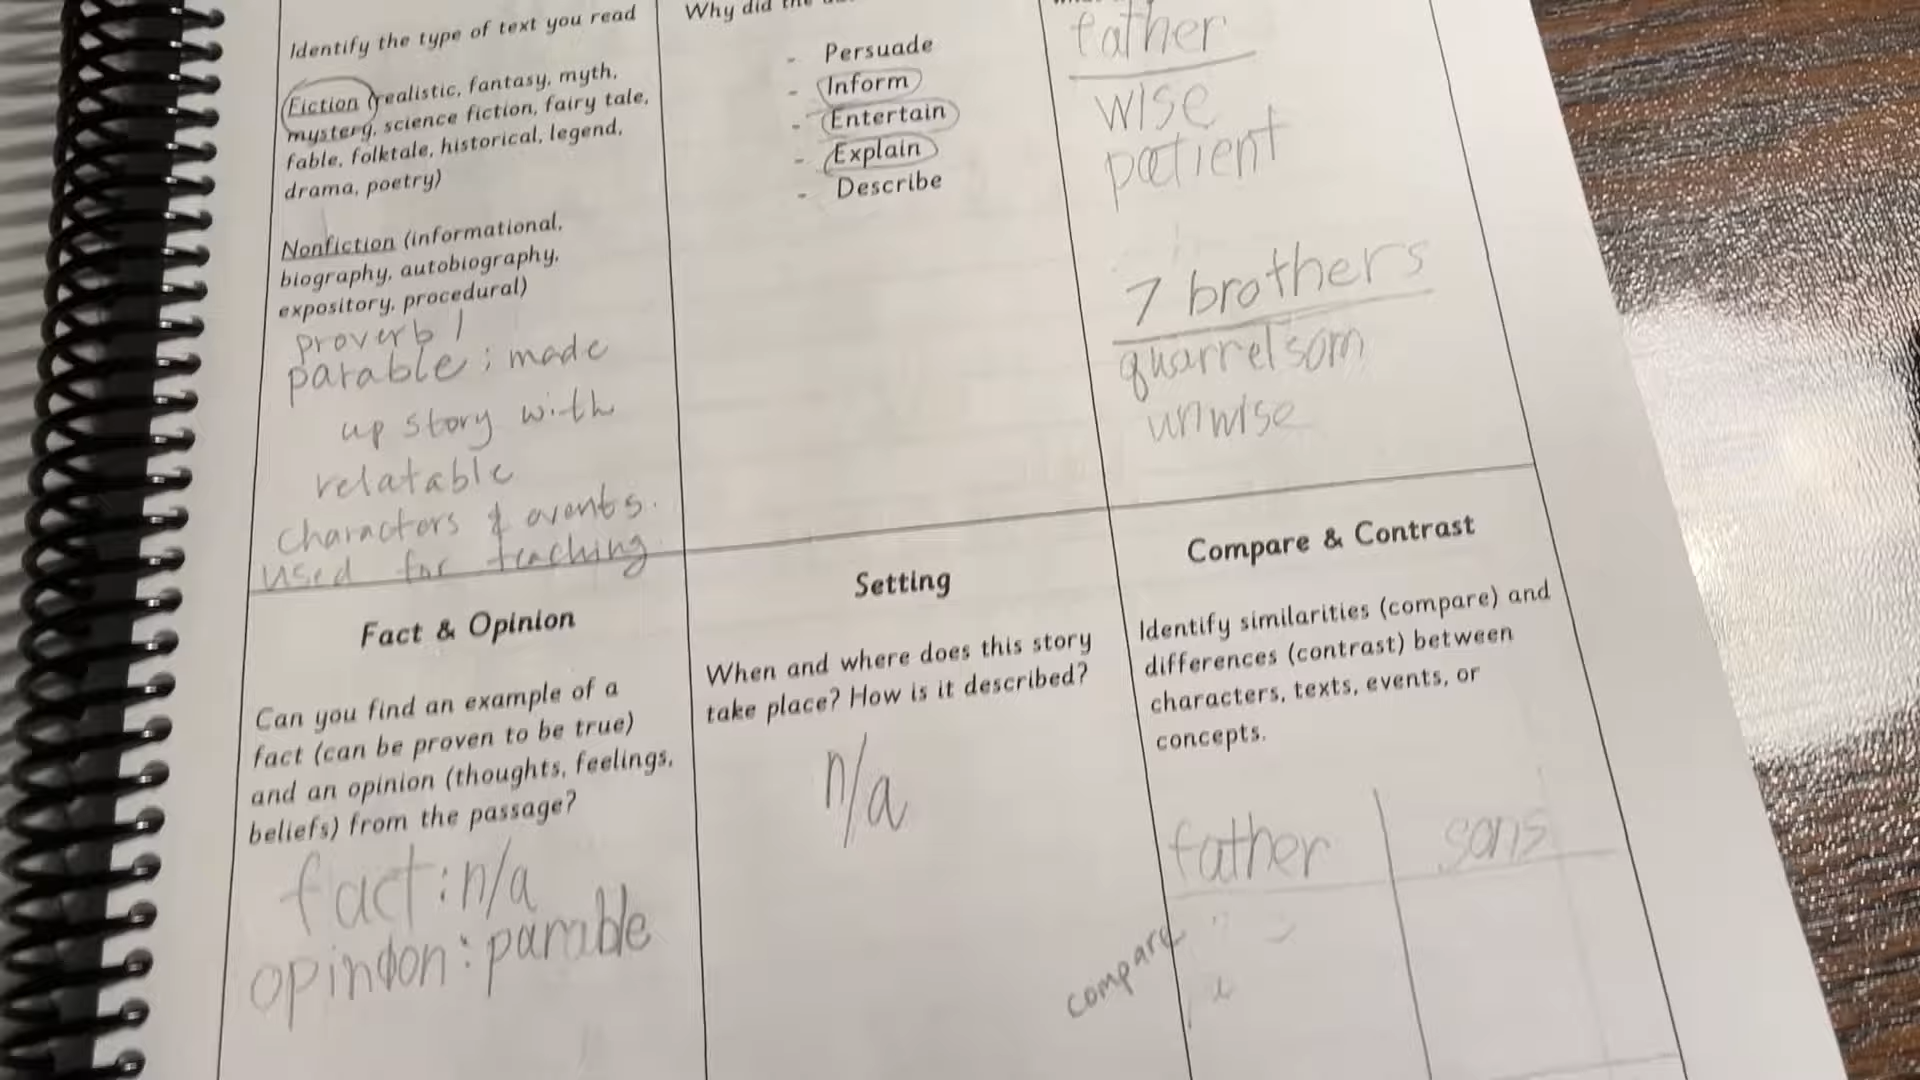 Identify the type of text you read
Fiction (realistic, fantasy, myth,
mystery, science fiction, fairy tale,
fable, folktale, historical, legend,
drama, poetry)
Nonfiction (informational,
biography, autobiography,
expository, procedural)
proverb /
parable ; made
up story with
relatable
charactors & events.
used for teaching.
Why did the
- Persuade
- Inform
- Entertain
- Explain
- Describe
father
wise
patient
7 brothers
quarrelsom
unwise
Fact & Opinion
Can you find an example of a
fact (can be proven to be true)
and an opinion (thoughts, feelings,
beliefs) from the passage?
fact: n/a
opinion: parable
Setting
When and where does this story
take place? How is it described?
n/a
Compare & Contrast
Identify similarities (compare) and
differences (contrast) between
characters, texts, events, or
concepts.
father sons
compare